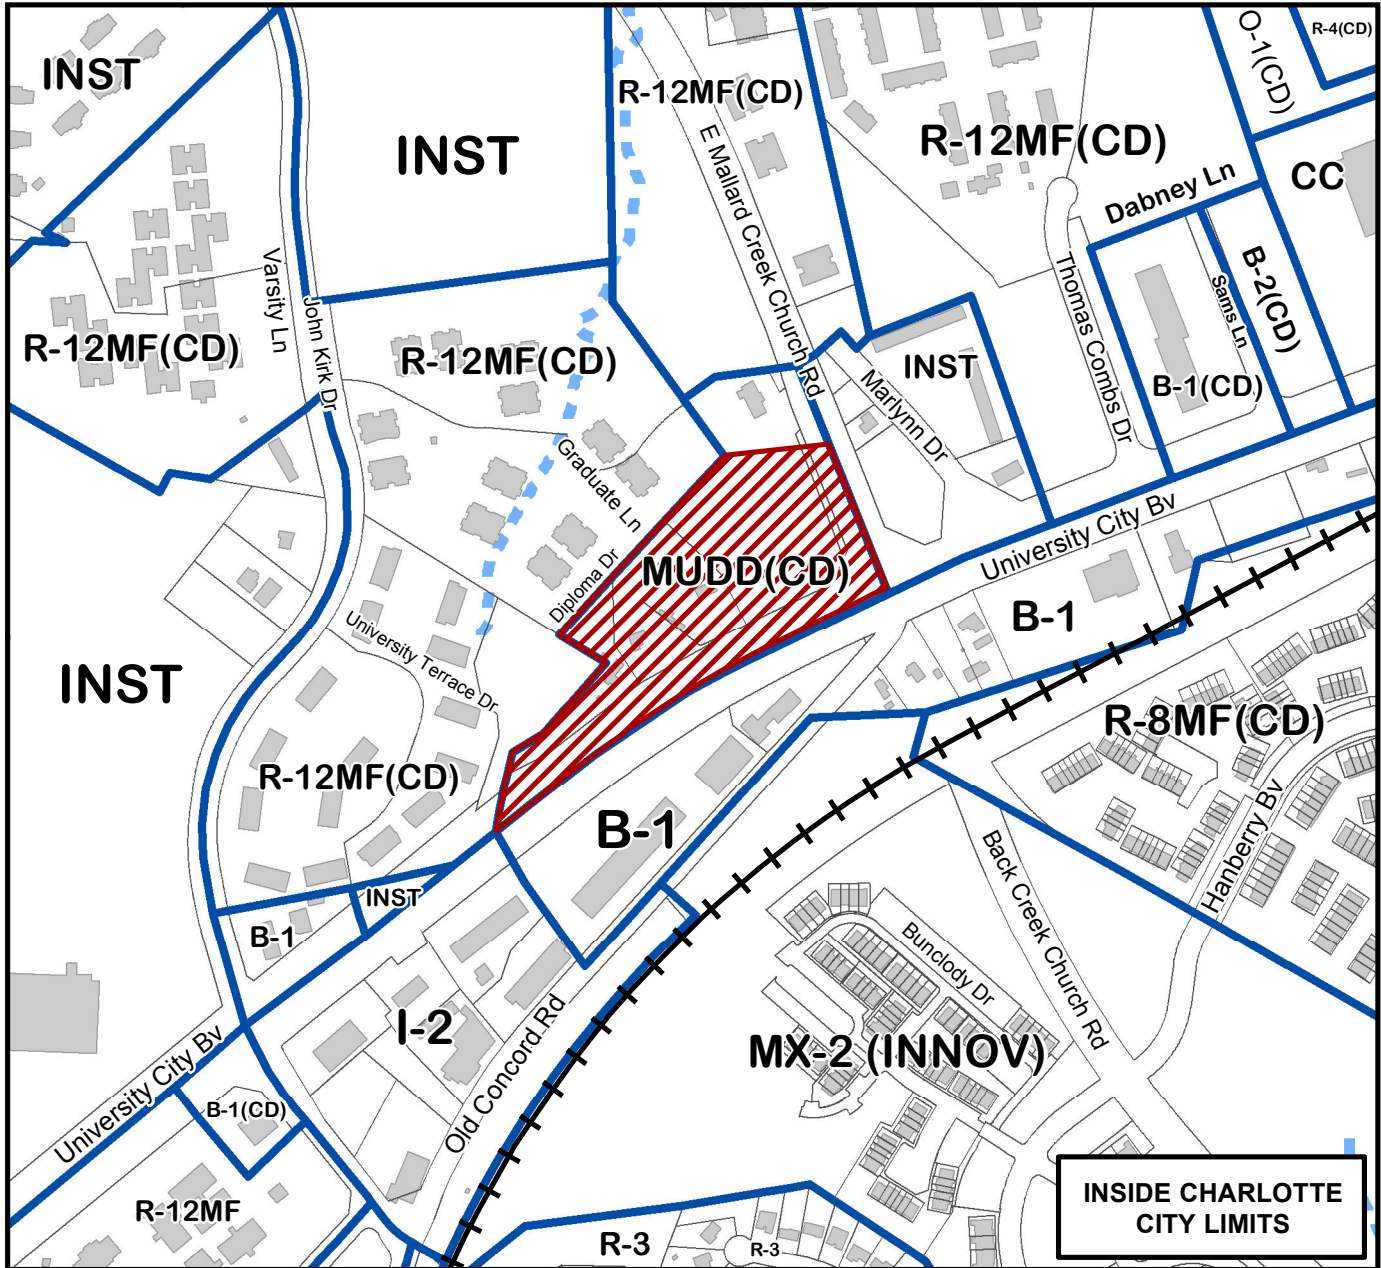 INST
INST
R-12MF(CD)
R-12MF(CD)
O-1(CD)
R-4(CD)
CC
Dabney Ln
E Mallard Creek Church Rd
Varsity Ln
John Kirk Dr
R-12MF(CD)
R-12MF(CD)
INST
Marlynn Dr
Thomas Combs Dr
Sams Ln
B-2(CD)
B-1(CD)
Graduate Ln
Diploma Dr
MUDD(CD)
University City Bv
B-1
University Terrace Dr
INST
R-12MF(CD)
R-8MF(CD)
Hanberry Bv
B-1
INST
B-1
Back Creek Church Rd
Bunclody Dr
I-2
Old Concord Rd
MX-2 (INNOV)
University City Bv
B-1(CD)
R-12MF
R-3
R-3
INSIDE CHARLOTTE
CITY LIMITS